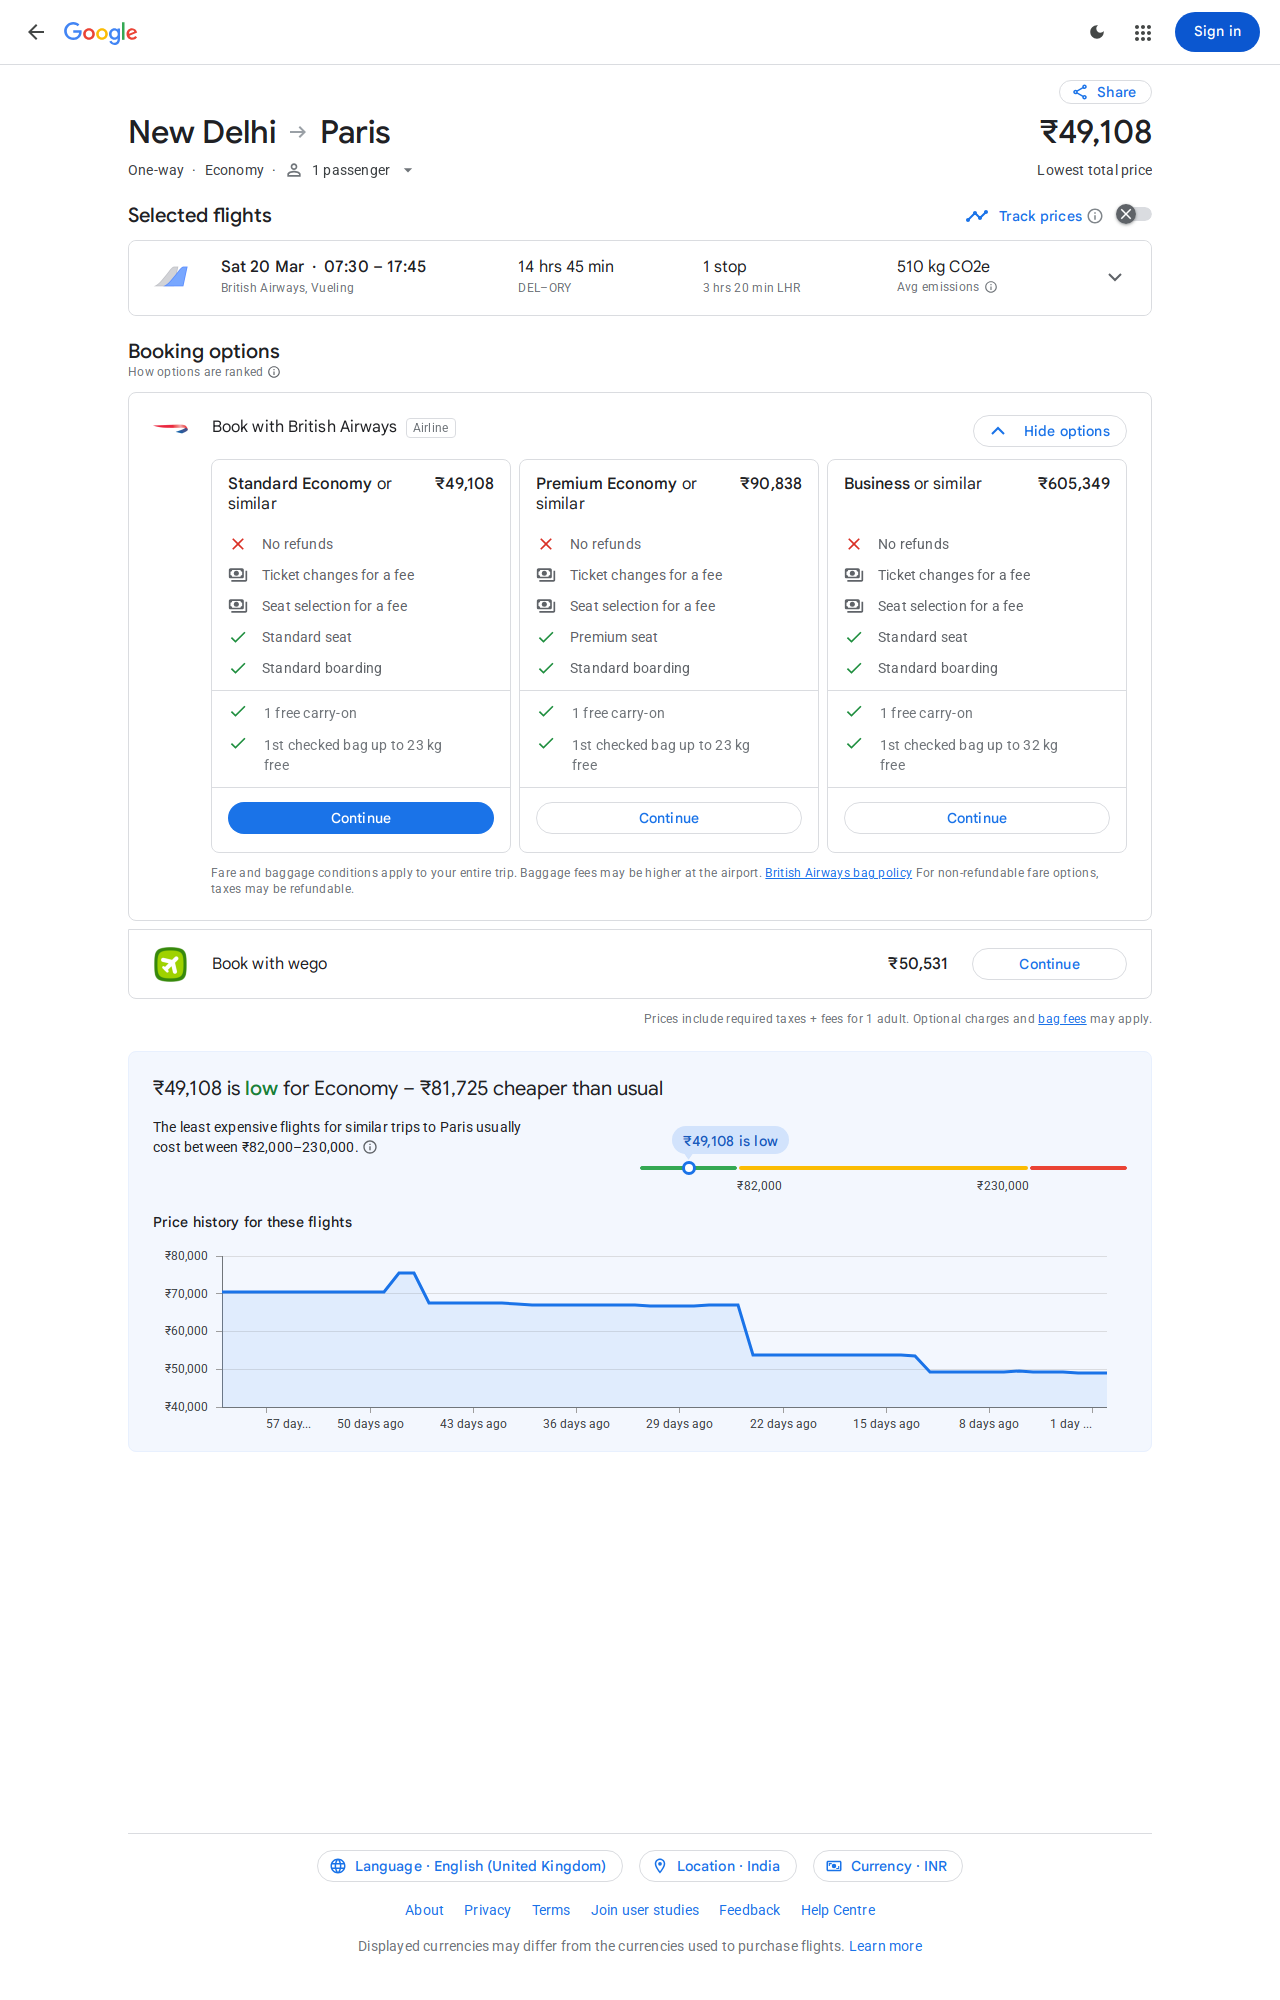 Google
Sign in
Share
New Delhi → Paris
₹49,108
One-way · Economy · 1 passenger
Lowest total price
Selected flights
Track prices
Sat 20 Mar · 07:30 – 17:45
14 hrs 45 min
1 stop
510 kg CO2e
British Airways, Vueling
DEL–ORY
3 hrs 20 min LHR
Avg emissions
Booking options
How options are ranked
Book with British Airways Airline
Hide options
Standard Economy or similar
₹49,108
No refunds
Ticket changes for a fee
Seat selection for a fee
Standard seat
Standard boarding
1 free carry-on
1st checked bag up to 23 kg
free
Continue
Premium Economy or similar
₹90,838
No refunds
Ticket changes for a fee
Seat selection for a fee
Premium seat
Standard boarding
1 free carry-on
1st checked bag up to 23 kg
free
Continue
Business or similar
₹605,349
No refunds
Ticket changes for a fee
Seat selection for a fee
Standard seat
Standard boarding
1 free carry-on
1st checked bag up to 32 kg
free
Continue
Fare and baggage conditions apply to your entire trip. Baggage fees may be higher at the airport. British Airways bag policy For non-refundable fare options,
taxes may be refundable.
Book with wego
₹50,531
Continue
Prices include required taxes + fees for 1 adult. Optional charges and bag fees may apply.
₹49,108 is low for Economy – ₹81,725 cheaper than usual
The least expensive flights for similar trips to Paris usually
cost between ₹82,000–230,000.
₹49,108 is low
₹82,000
₹230,000
Price history for these flights
₹80,000
₹70,000
₹60,000
₹50,000
₹40,000
57 day...
50 days ago
43 days ago
36 days ago
29 days ago
22 days ago
15 days ago
8 days ago
1 day ...
Language · English (United Kingdom)
Location · India
Currency · INR
About
Privacy
Terms
Join user studies
Feedback
Help Centre
Displayed currencies may differ from the currencies used to purchase flights. Learn more